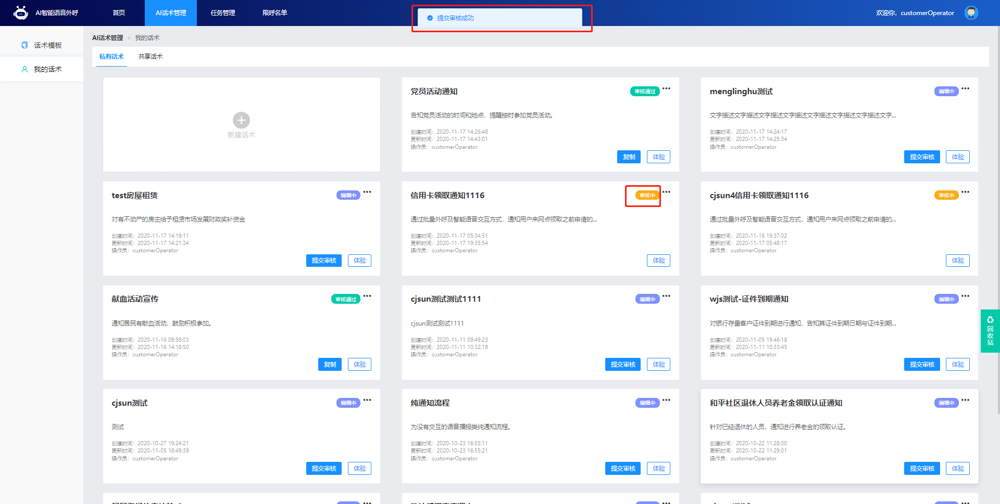 AI智能语音外呼
首页
AI话术管理
任务管理
限呼名单
提交审核成功
欢迎你，customerOperator
话术模板
我的话术
AI话术管理 > 我的话术
私有话术
共享话术
新建话术
党员活动通知
审核通过
告知党员活动的时间和地点，提醒按时参加党员活动。
创建时间：2020-11-17 14:26:48
更新时间：2020-11-17 14:43:01
操作员：customerOperator
复制
体验
menglinghu测试
编辑中
文字描述文字描述文字描述文字描述文字描述文字描述文字描述文字...
创建时间：2020-11-17 14:24:17
更新时间：2020-11-17 14:25:34
操作员：customerOperator
提交审核
体验
test房屋租赁
编辑中
对有不动产的房主给予租赁市场发展财政奖补资金
创建时间：2020-11-17 14:19:11
更新时间：2020-11-17 14:21:34
操作员：customerOperator
提交审核
体验
信用卡领取通知1116
审核中
通过批量外呼及智能语音交互方式，通知用户来网点领取之前申请的...
创建时间：2020-11-17 05:34:51
更新时间：2020-11-17 19:35:54
操作员：customerOperator
体验
cjsun4信用卡领取通知1116
审核中
通过批量外呼及智能语音交互方式，通知用户来网点领取之前申请的...
创建时间：2020-11-16 19:37:02
更新时间：2020-11-17 05:48:17
操作员：customerOperator
体验
献血活动宣传
审核通过
通知居民有献血活动，鼓励积极参加。
创建时间：2020-11-16 09:58:03
更新时间：2020-11-16 14:18:50
操作员：customerOperator
复制
体验
cjsun测试测试1111
编辑中
cjsun测试测试1111
创建时间：2020-11-11 09:49:23
更新时间：2020-11-11 10:32:18
操作员：customerOperator
提交审核
体验
wjs测试-证件到期通知
编辑中
对银行存量客户证件到期进行通知，告知其证件到期日期与证件到期...
创建时间：2020-11-05 19:46:18
更新时间：2020-11-11 10:33:45
操作员：customerOperator
提交审核
体验
回收站
cjsun测试
编辑中
测试
创建时间：2020-10-27 19:24:21
更新时间：2020-11-05 18:49:39
操作员：customerOperator
提交审核
体验
纯通知流程
编辑中
为没有交互的语音播报类纯通知流程。
创建时间：2020-10-23 16:55:11
更新时间：2020-10-23 16:55:21
操作员：customerOperator
提交审核
体验
和平社区退休人员养老金领取认证通知
编辑中
针对已经退休的人员，通知进行养老金的领取认证。
创建时间：2020-10-22 11:28:00
更新时间：2020-10-22 11:29:01
操作员：customerOperator
提交审核
体验